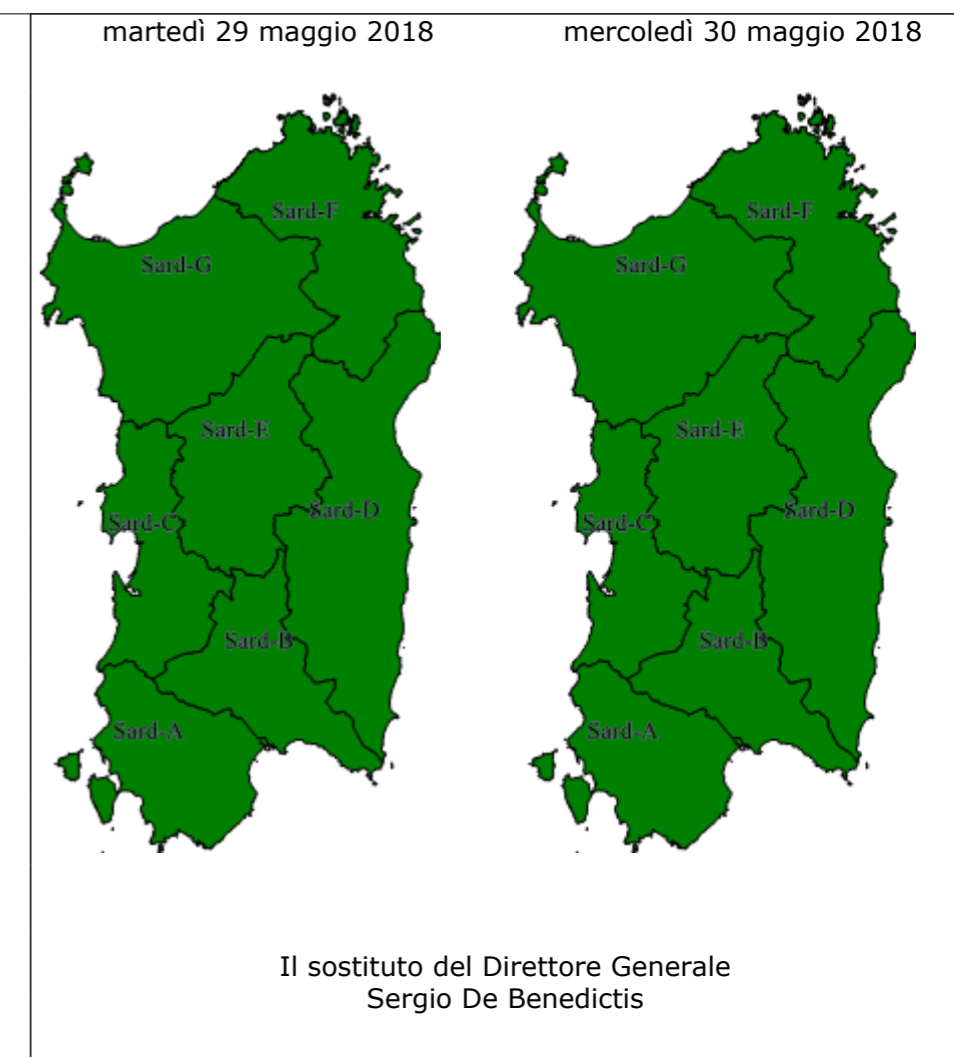 martedì 29 maggio 2018
mercoledì 30 maggio 2018
Sard-F
Sard-G
Sard-E
Sard-D
Sard-C
Sard-B
Sard-A
Sard-F
Sard-G
Sard-E
Sard-D
Sard-C
Sard-B
Sard-A
Il sostituto del Direttore Generale
Sergio De Benedictis